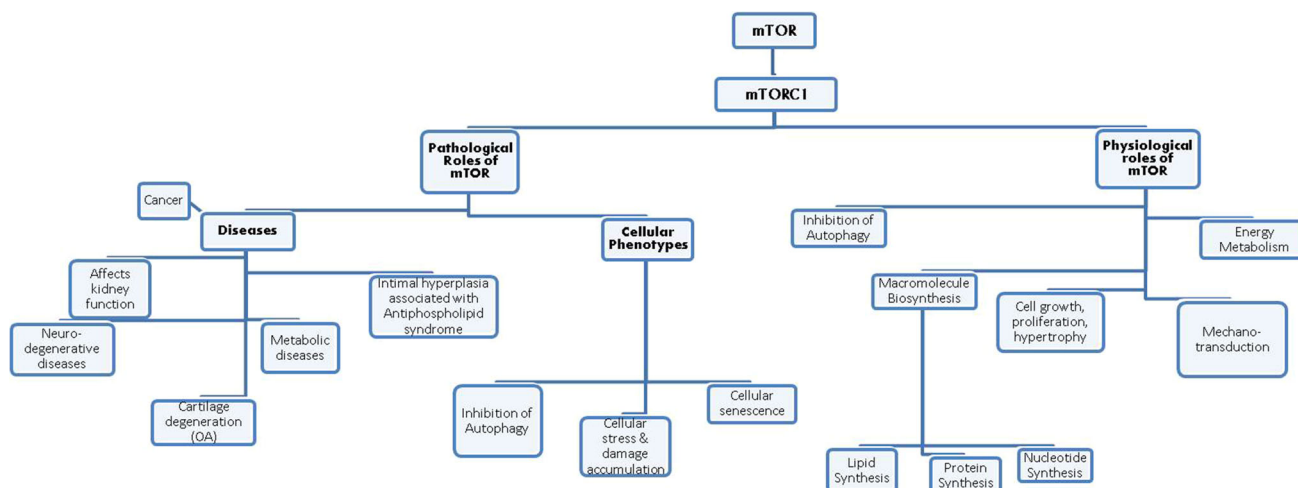 mTOR
mTORC1
Pathological
Roles of
mTOR
Physiological
roles of
mTOR
Cancer
Diseases
Cellular
Phenotypes
Inhibition of
Autophagy
Energy
Metabolism
Affects
kidney
function
Intimal hyperplasia
associated with
Antiphospholipid
syndrome
Macromolecule
Biosynthesis
Cell growth,
proliferation,
hypertrophy
Mechano-
transduction
Neuro-
degenerative
diseases
Metabolic
diseases
Cartilage
degeneration
(OA)
Inhibition of
Autophagy
Cellular
stress &
damage
accumulation
Cellular
senescence
Lipid
Synthesis
Protein
Synthesis
Nucleotide
Synthesis